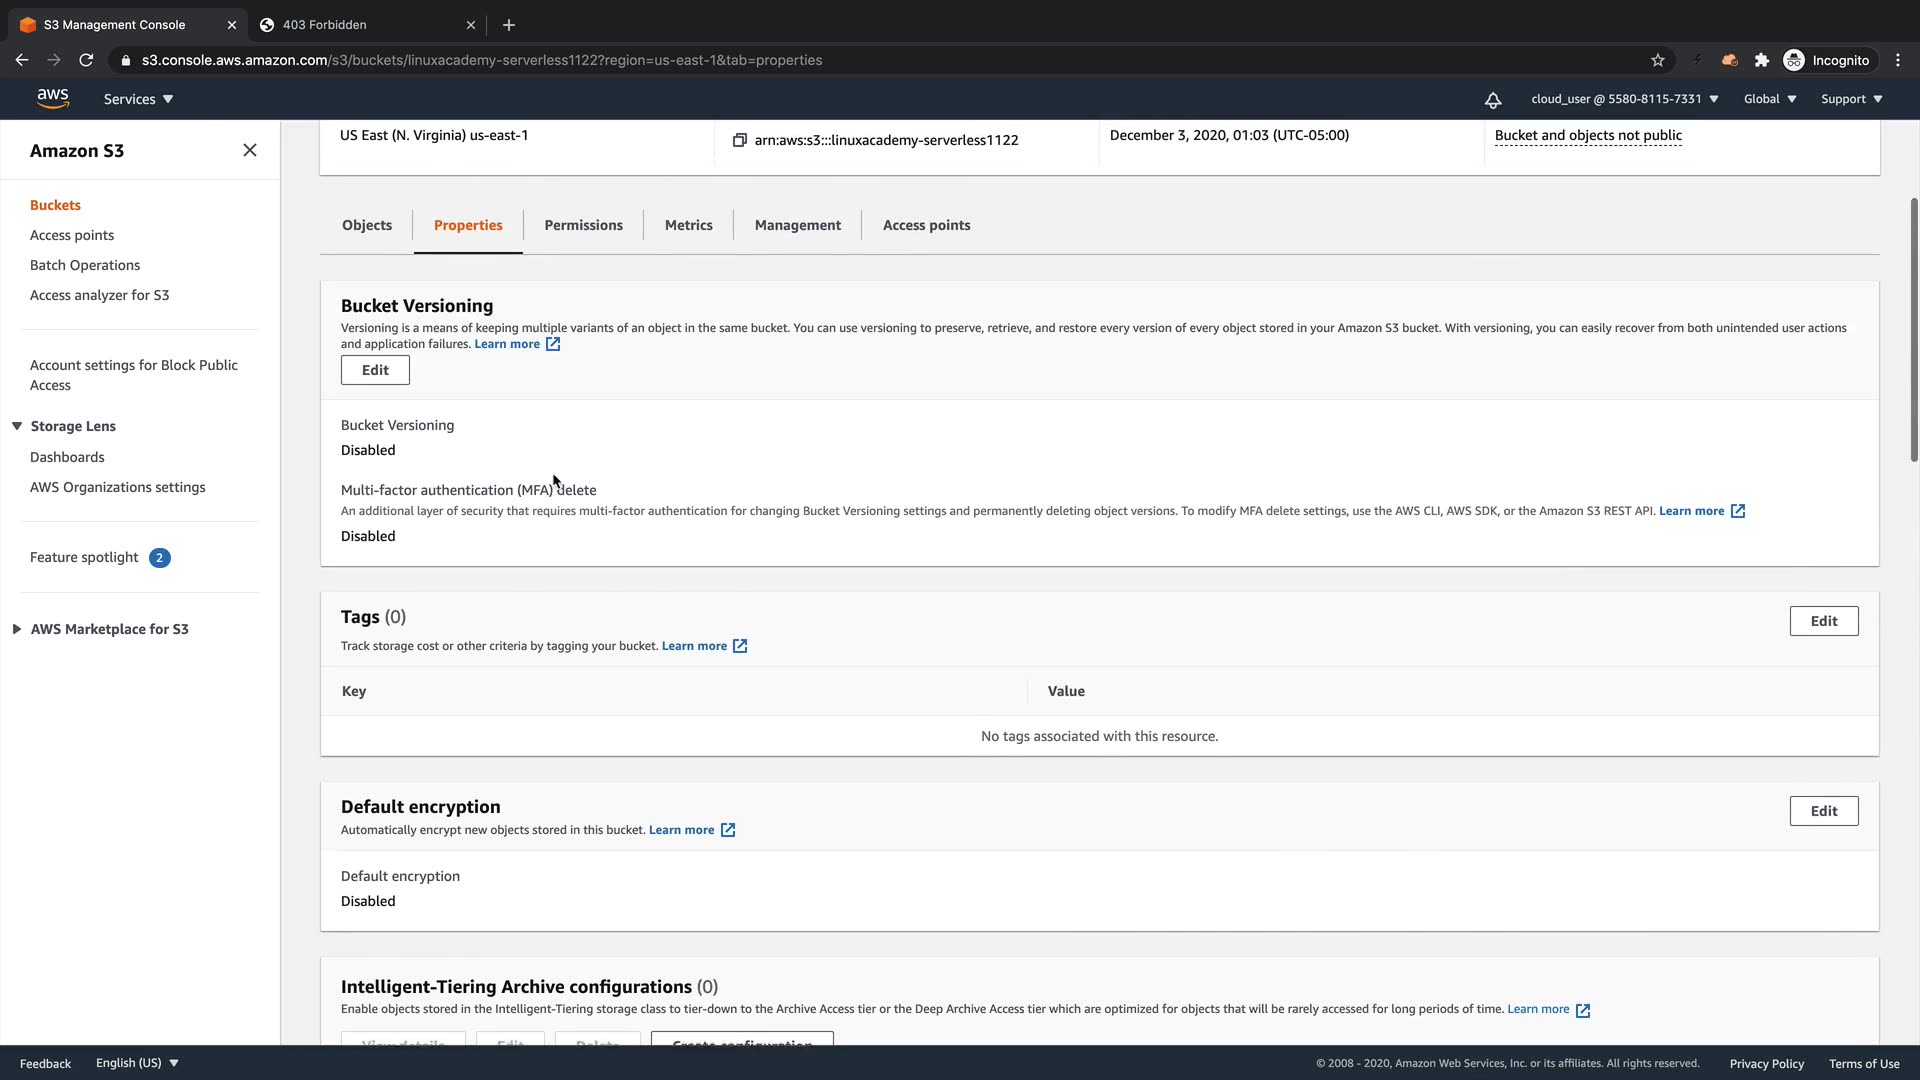 S3 Management Console
403 Forbidden
s3.console.aws.amazon.com/s3/buckets/linuxacademy-serverless1122?region=us-east-1&tab=properties
Incognito
aws
Services
cloud_user @ 5580-8115-7331
Global
Support
Amazon S3
Buckets
Access points
Batch Operations
Access analyzer for S3
Account settings for Block Public
Access
Storage Lens
Dashboards
AWS Organizations settings
Feature spotlight 2
AWS Marketplace for S3
US East (N. Virginia) us-east-1
arn:aws:s3:::linuxacademy-serverless1122
December 3, 2020, 01:03 (UTC-05:00)
Bucket and objects not public
Objects
Properties
Permissions
Metrics
Management
Access points
Bucket Versioning
Versioning is a means of keeping multiple variants of an object in the same bucket. You can use versioning to preserve, retrieve, and restore every version of every object stored in your Amazon S3 bucket. With versioning, you can easily recover from both unintended user actions
and application failures. Learn more
Edit
Bucket Versioning
Disabled
Multi-factor authentication (MFA) delete
An additional layer of security that requires multi-factor authentication for changing Bucket Versioning settings and permanently deleting object versions. To modify MFA delete settings, use the AWS CLI, AWS SDK, or the Amazon S3 REST API. Learn more
Disabled
Tags (0)
Edit
Track storage cost or other criteria by tagging your bucket. Learn more
Key
Value
No tags associated with this resource.
Default encryption
Edit
Automatically encrypt new objects stored in this bucket. Learn more
Default encryption
Disabled
Intelligent-Tiering Archive configurations (0)
Enable objects stored in the Intelligent-Tiering storage class to tier-down to the Archive Access tier or the Deep Archive Access tier which are optimized for objects that will be rarely accessed for long periods of time. Learn more
View details
Edit
Delete
Create configuration
Feedback
English (US)
© 2008 - 2020, Amazon Web Services, Inc. or its affiliates. All rights reserved.
Privacy Policy
Terms of Use